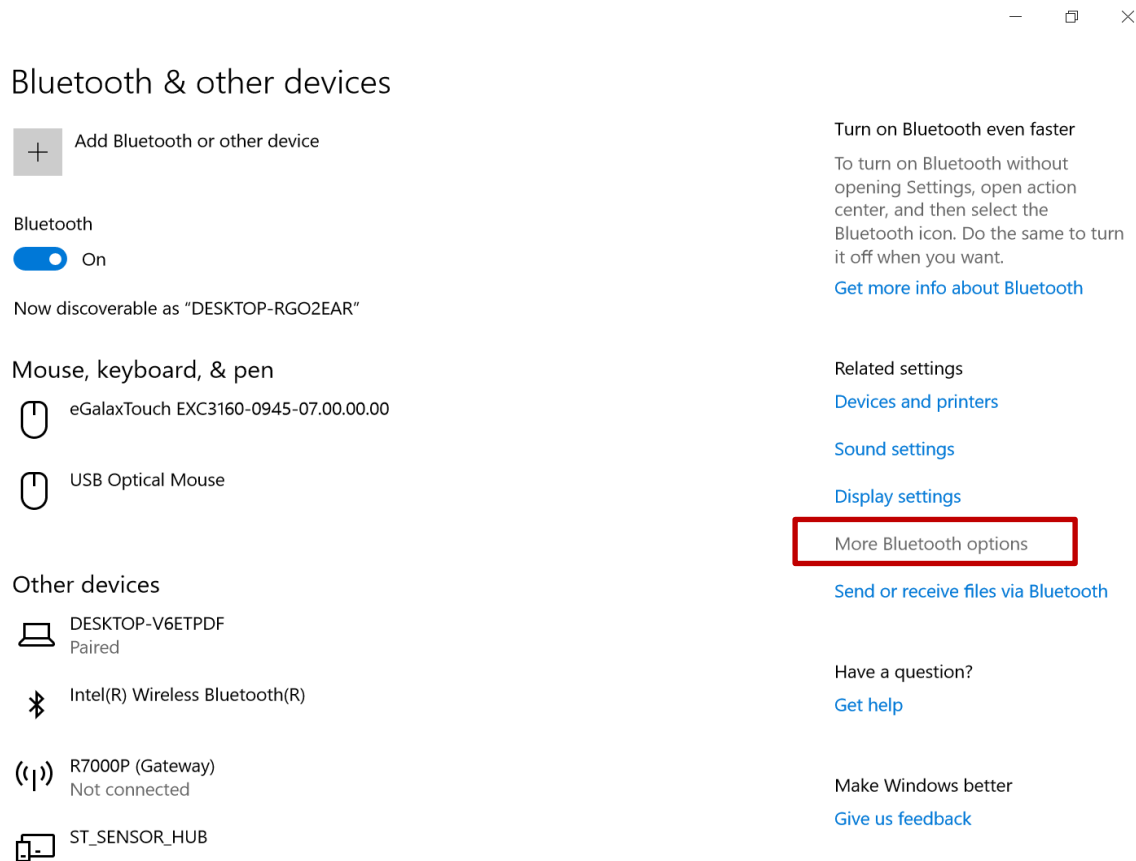 Bluetooth & other devices
Add Bluetooth or other device
Bluetooth
On
Now discoverable as “DESKTOP-RGO2EAR”
Mouse, keyboard, & pen
eGalaxTouch EXC3160-0945-07.00.00.00
USB Optical Mouse
Other devices
DESKTOP-V6ETPDF
Paired
Intel(R) Wireless Bluetooth(R)
R7000P (Gateway)
Not connected
ST_SENSOR_HUB
Turn on Bluetooth even faster
To turn on Bluetooth without
opening Settings, open action
center, and then select the
Bluetooth icon. Do the same to turn
it off when you want.
Get more info about Bluetooth
Related settings
Devices and printers
Sound settings
Display settings
More Bluetooth options
Send or receive files via Bluetooth
Have a question?
Get help
Make Windows better
Give us feedback